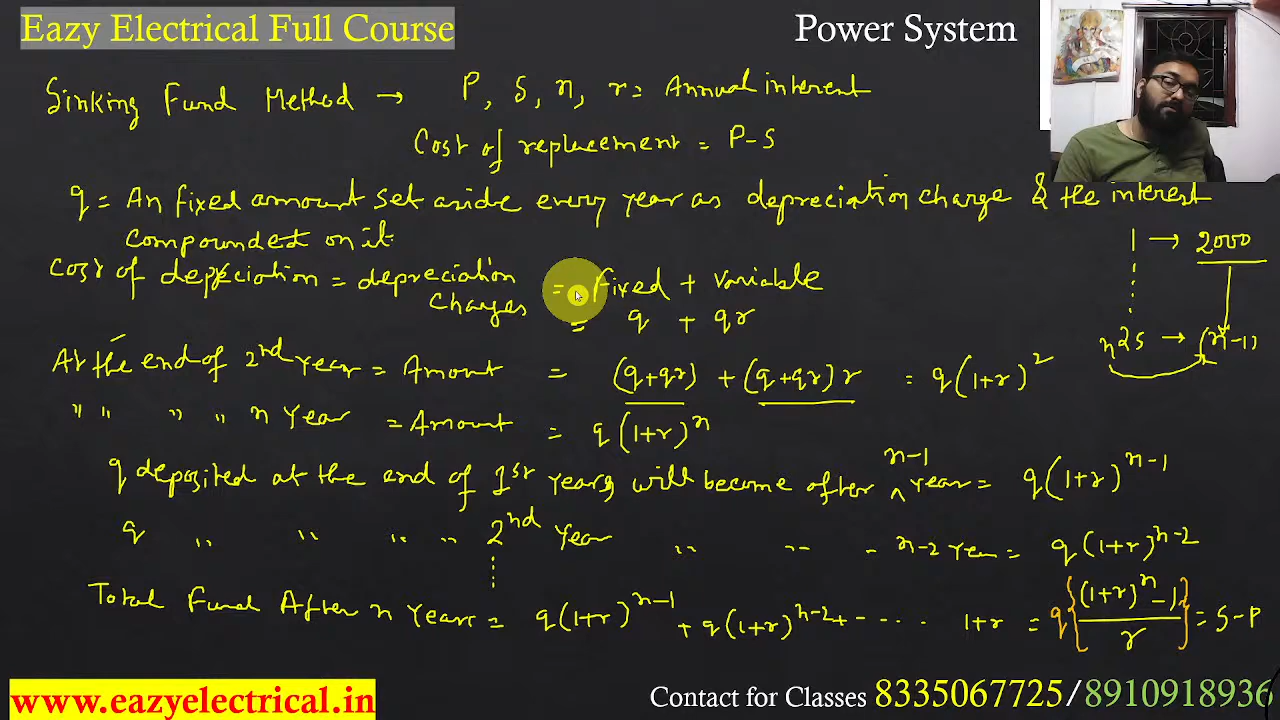 Eazy Electrical Full Course
Power System
Sinking Fund Method → P, S, n, r = Annual interest
Cost of replacement = P-S
q = An fixed amount set aside every year as depreciation charge & the interest
compounded on it
1 → 2000
Cost of depreciation = depreciation charges = fixed + variable
= q + qr
n 25 → (n-1)
At the end of 2nd Year = Amount = (q+qr) + (q+qr)r = q(1+r)^2
" " " " n Year = Amount = q(1+r)^n
q deposited at the end of 1st years will become after n-1 year = q(1+r)^n-1
q " " " " 2nd year " " - n-2 year = q(1+r)^n-2
Total Fund After n Years = q(1+r)^n-1 + q(1+r)^n-2 + - - ... 1+r = q{(1+r)^n-1/r} = S-P
www.eazyelectrical.in
Contact for Classes 8335067725/8910918936